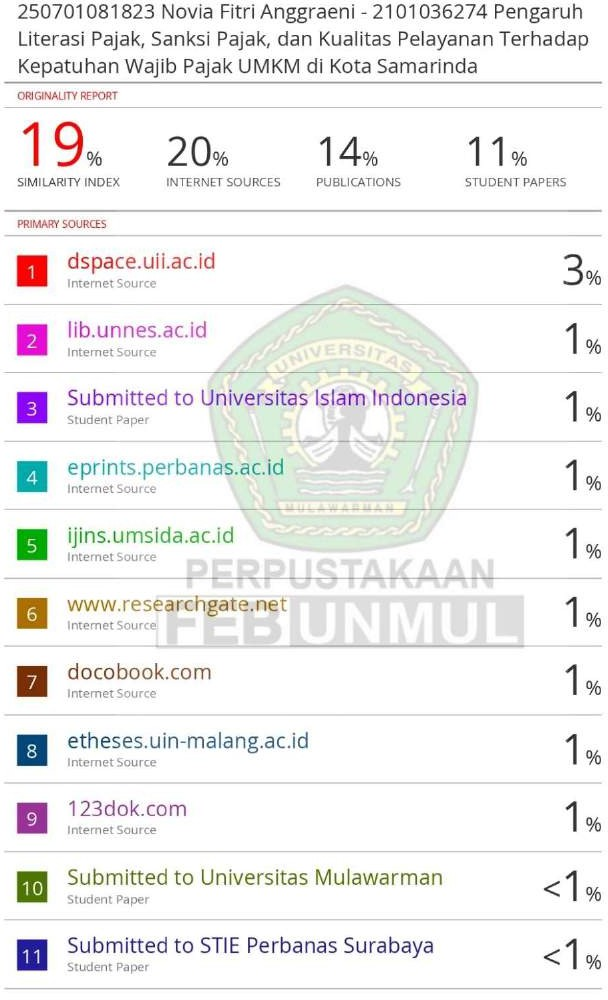 250701081823 Novia Fitri Anggraeni - 2101036274 Pengaruh
Literasi Pajak, Sanksi Pajak, dan Kualitas Pelayanan Terhadap
Kepatuhan Wajib Pajak UMKM di Kota Samarinda
ORIGINALITY REPORT
19% 20% 14% 11%
SIMILARITY INDEX INTERNET SOURCES PUBLICATIONS STUDENT PAPERS
PRIMARY SOURCES
1 dspace.uii.ac.id 3%
Internet Source
2 lib.unnes.ac.id 1%
Internet Source
UNIVERSITAS
3 Submitted to Universitas Islam Indonesia 1%
Student Paper
4 eprints.perbanas.ac.id 1%
Internet Source
MULAWARMAN
5 ijins.umsida.ac.id 1%
Internet Source
PERPUSTAKAAN
6 www.researchgate.net 1%
Internet Source
FEB UNMUL
7 docobook.com 1%
Internet Source
8 etheses.uin-malang.ac.id 1%
Internet Source
9 123dok.com 1%
Internet Source
10 Submitted to Universitas Mulawarman <1%
Student Paper
11 Submitted to STIE Perbanas Surabaya <1%
Student Paper